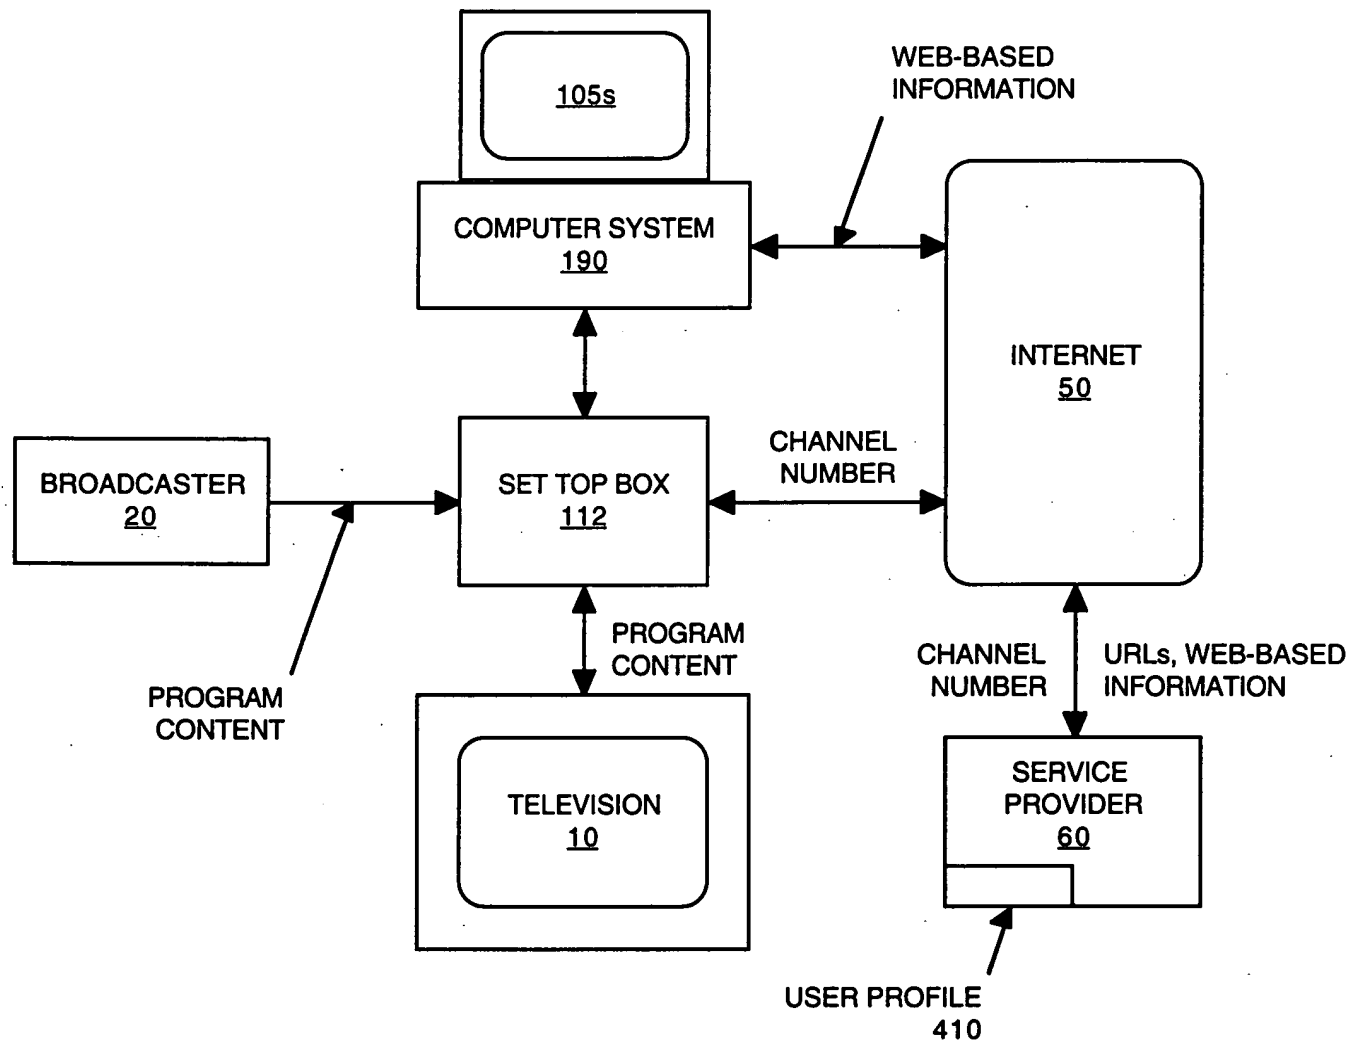 105s
WEB-BASED
INFORMATION
COMPUTER SYSTEM
190
INTERNET
50
CHANNEL
NUMBER
BROADCASTER
20
SET TOP BOX
112
PROGRAM
CONTENT
PROGRAM
CONTENT
CHANNEL
NUMBER
URLs, WEB-BASED
INFORMATION
TELEVISION
10
SERVICE
PROVIDER
60
USER PROFILE
410